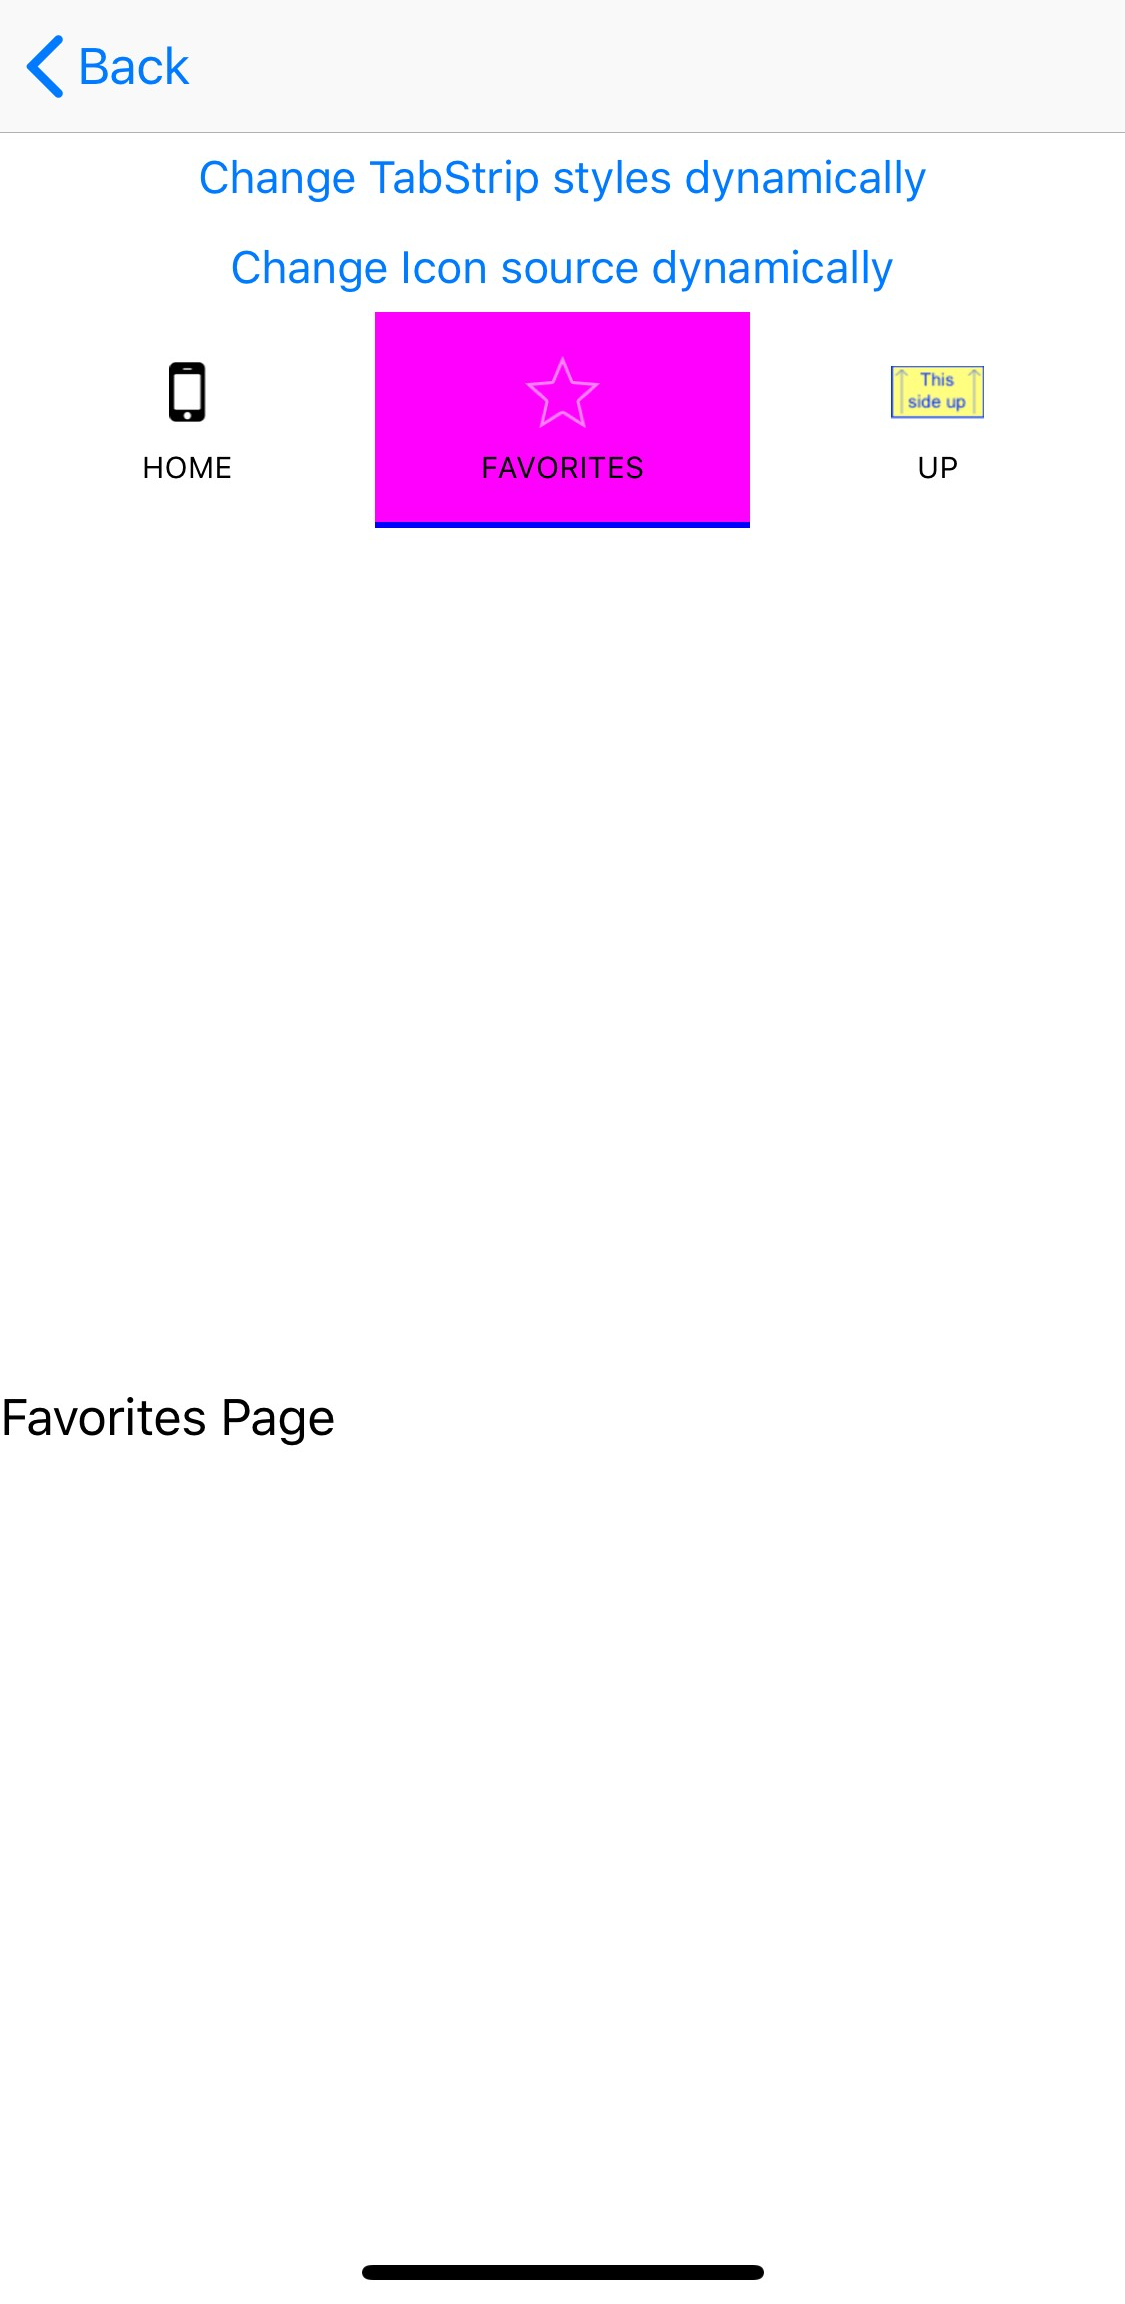 Back
Change TabStrip styles dynamically
Change Icon source dynamically
This
side up
HOME
FAVORITES
UP
Favorites Page